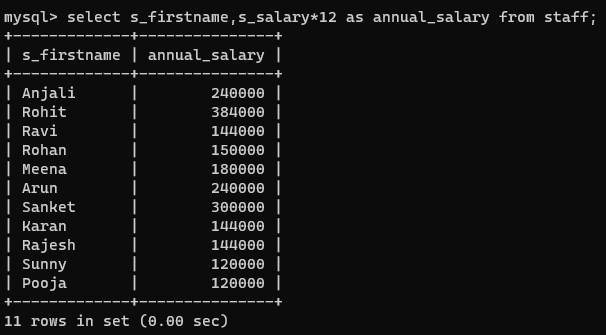 mysql> select s_firstname,s_salary*12 as annual_salary from staff;
+-------------+---------------+
| s_firstname | annual_salary |
+-------------+---------------+
| Anjali      |        240000 |
| Rohit       |        384000 |
| Ravi        |        144000 |
| Rohan       |        150000 |
| Meena       |        180000 |
| Arun        |        240000 |
| Sanket      |        300000 |
| Karan       |        144000 |
| Rajesh      |        144000 |
| Sunny       |        120000 |
| Pooja       |        120000 |
+-------------+---------------+
11 rows in set (0.00 sec)